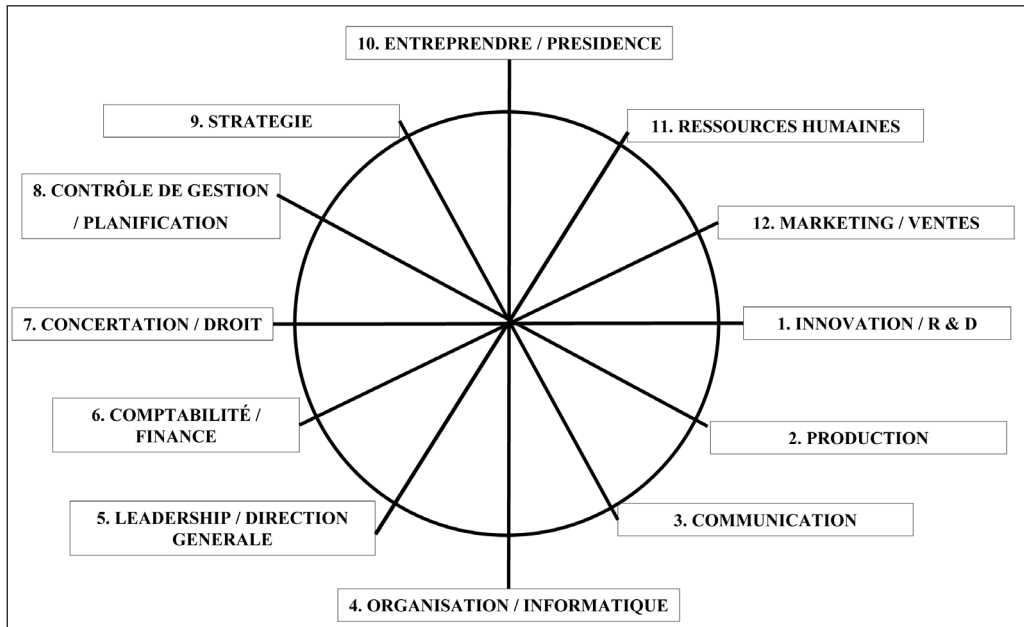 10. ENTREPRENDRE / PRESIDENCE
9. STRATEGIE
11. RESSOURCES HUMAINES
8. CONTRÔLE DE GESTION
/ PLANIFICATION
12. MARKETING / VENTES
7. CONCERTATION / DROIT
1. INNOVATION / R & D
6. COMPTABILITÉ /
FINANCE
2. PRODUCTION
5. LEADERSHIP / DIRECTION
GENERALE
3. COMMUNICATION
4. ORGANISATION / INFORMATIQUE